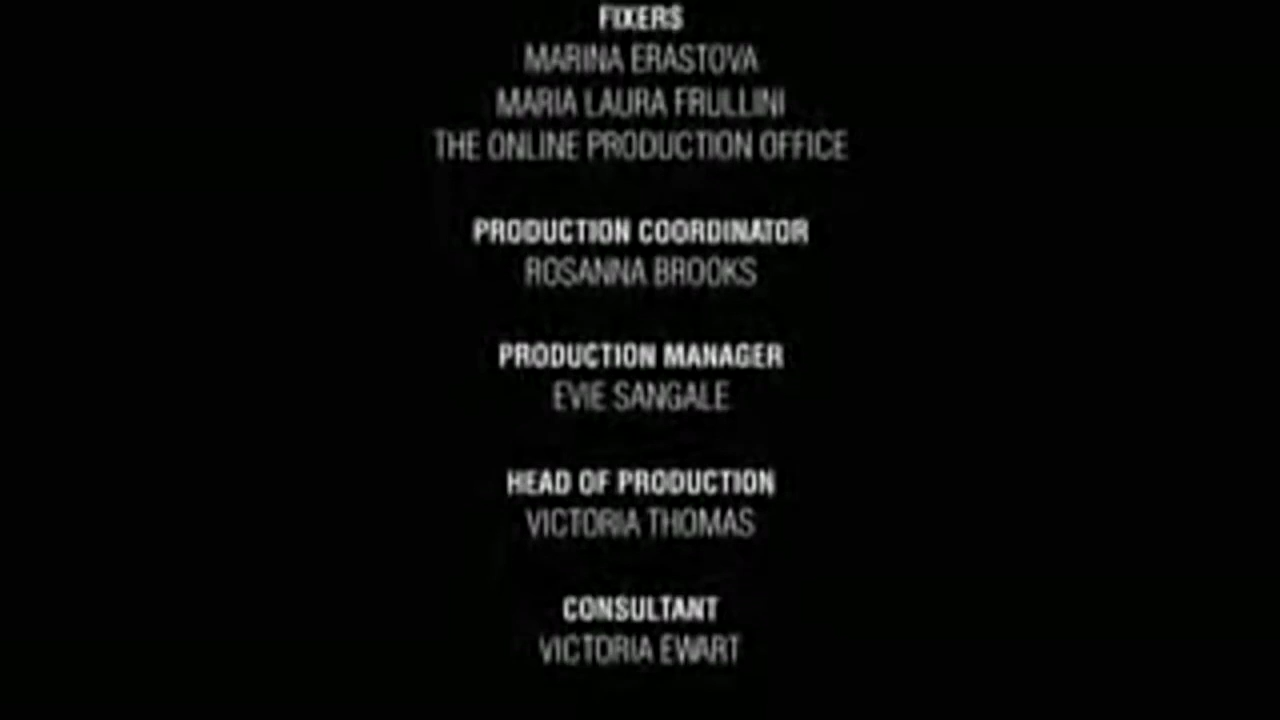 FIXERS
MARINA ERASTOVA
MARIA LAURA FRULLINI
THE ONLINE PRODUCTION OFFICE
PRODUCTION COORDINATOR
ROSANNA BROOKS
PRODUCTION MANAGER
EVIE SANGALE
HEAD OF PRODUCTION
VICTORIA THOMAS
CONSULTANT
VICTORIA EWART